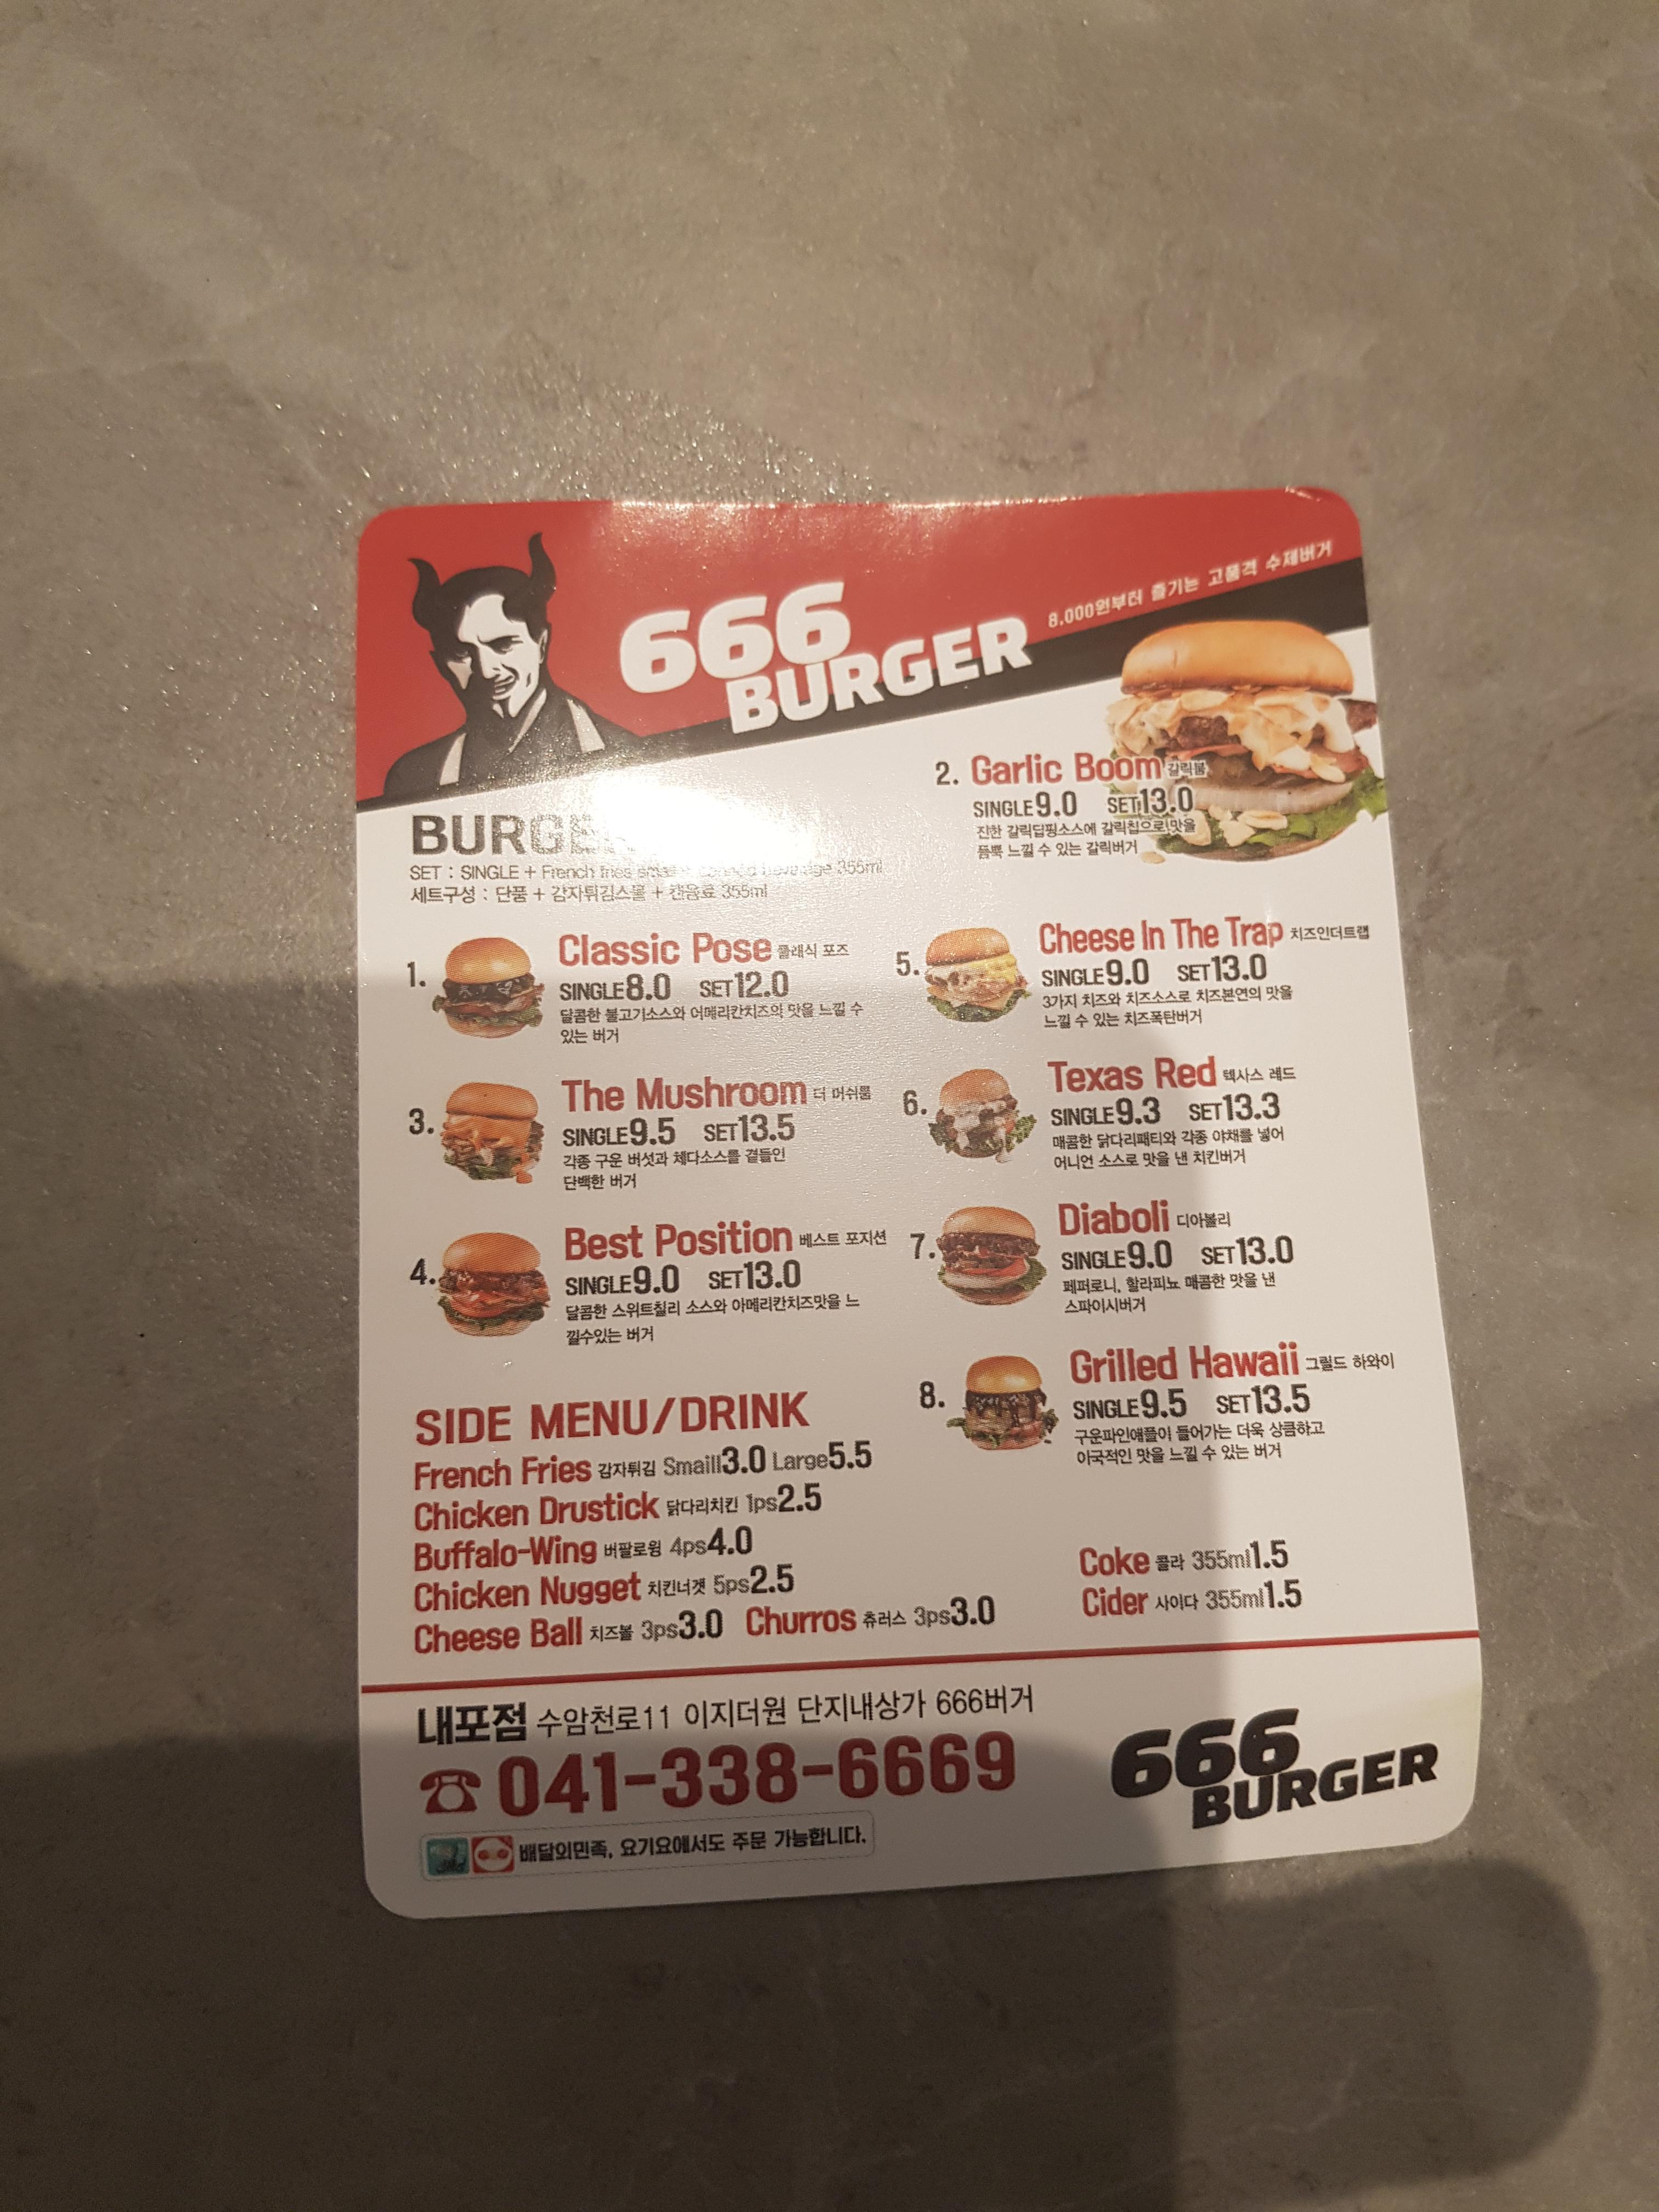 666
BURGER
8.000원부터 즐기는 고품격 수제버거
SET : SINGLE + French fries 355ml
세트구성 : 단품 + 감자튀김스몰 + 캔음료 355ml
2. Garlic Boom 갈릭붐
SINGLE 9.0 SET 13.0
진한 갈릭딥핑소스에 갈릭칩으로 맛을
듬뿍 느낄 수 있는 갈릭버거
1. Classic Pose 클래식 포즈
SINGLE 8.0 SET 12.0
달콤한 불고기소스와 어메리칸치즈의 맛을 느낄 수
있는 버거
3. The Mushroom 더 머쉬룸
SINGLE 9.5 SET 13.5
각종 구운 버섯과 체다소스를 곁들인
단백한 버거
4. Best Position 베스트 포지션
SINGLE 9.0 SET 13.0
달콤한 스위트칠리 소스와 아메리칸치즈맛을 느
낄수있는 버거
5. Cheese In The Trap 치즈인더트랩
SINGLE 9.0 SET 13.0
3가지 치즈와 치즈소스로 치즈본연의 맛을
느낄 수 있는 치즈폭탄버거
6. Texas Red 텍사스 레드
SINGLE 9.3 SET 13.3
매콤한 닭다리패티와 각종 야채를 넣어
어니언 소스로 맛을 낸 치킨버거
7. Diaboli 디아볼리
SINGLE 9.0 SET 13.0
페퍼로니, 할라피뇨 매콤한 맛을 낸
스파이시버거
8. Grilled Hawaii 그릴드 하와이
SINGLE 9.5 SET 13.5
구운파인애플이 들어가는 더욱 상큼하고
이국적인 맛을 느낄 수 있는 버거
SIDE MENU/DRINK
French Fries 감자튀김 Smaill 3.0 Large 5.5
Chicken Drustick 닭다리치킨 1ps 2.5
Buffalo-Wing 버팔로윙 4ps 4.0
Chicken Nugget 치킨너겟 5ps 2.5
Cheese Ball 치즈볼 3ps 3.0 Churros 츄러스 3ps 3.0
Coke 콜라 355ml 1.5
Cider 사이다 355ml 1.5
내포점 수암천로11 이지더원 단지내상가 666버거
041-338-6669
배달의민족, 요기요에서도 주문 가능합니다.
666
BURGER